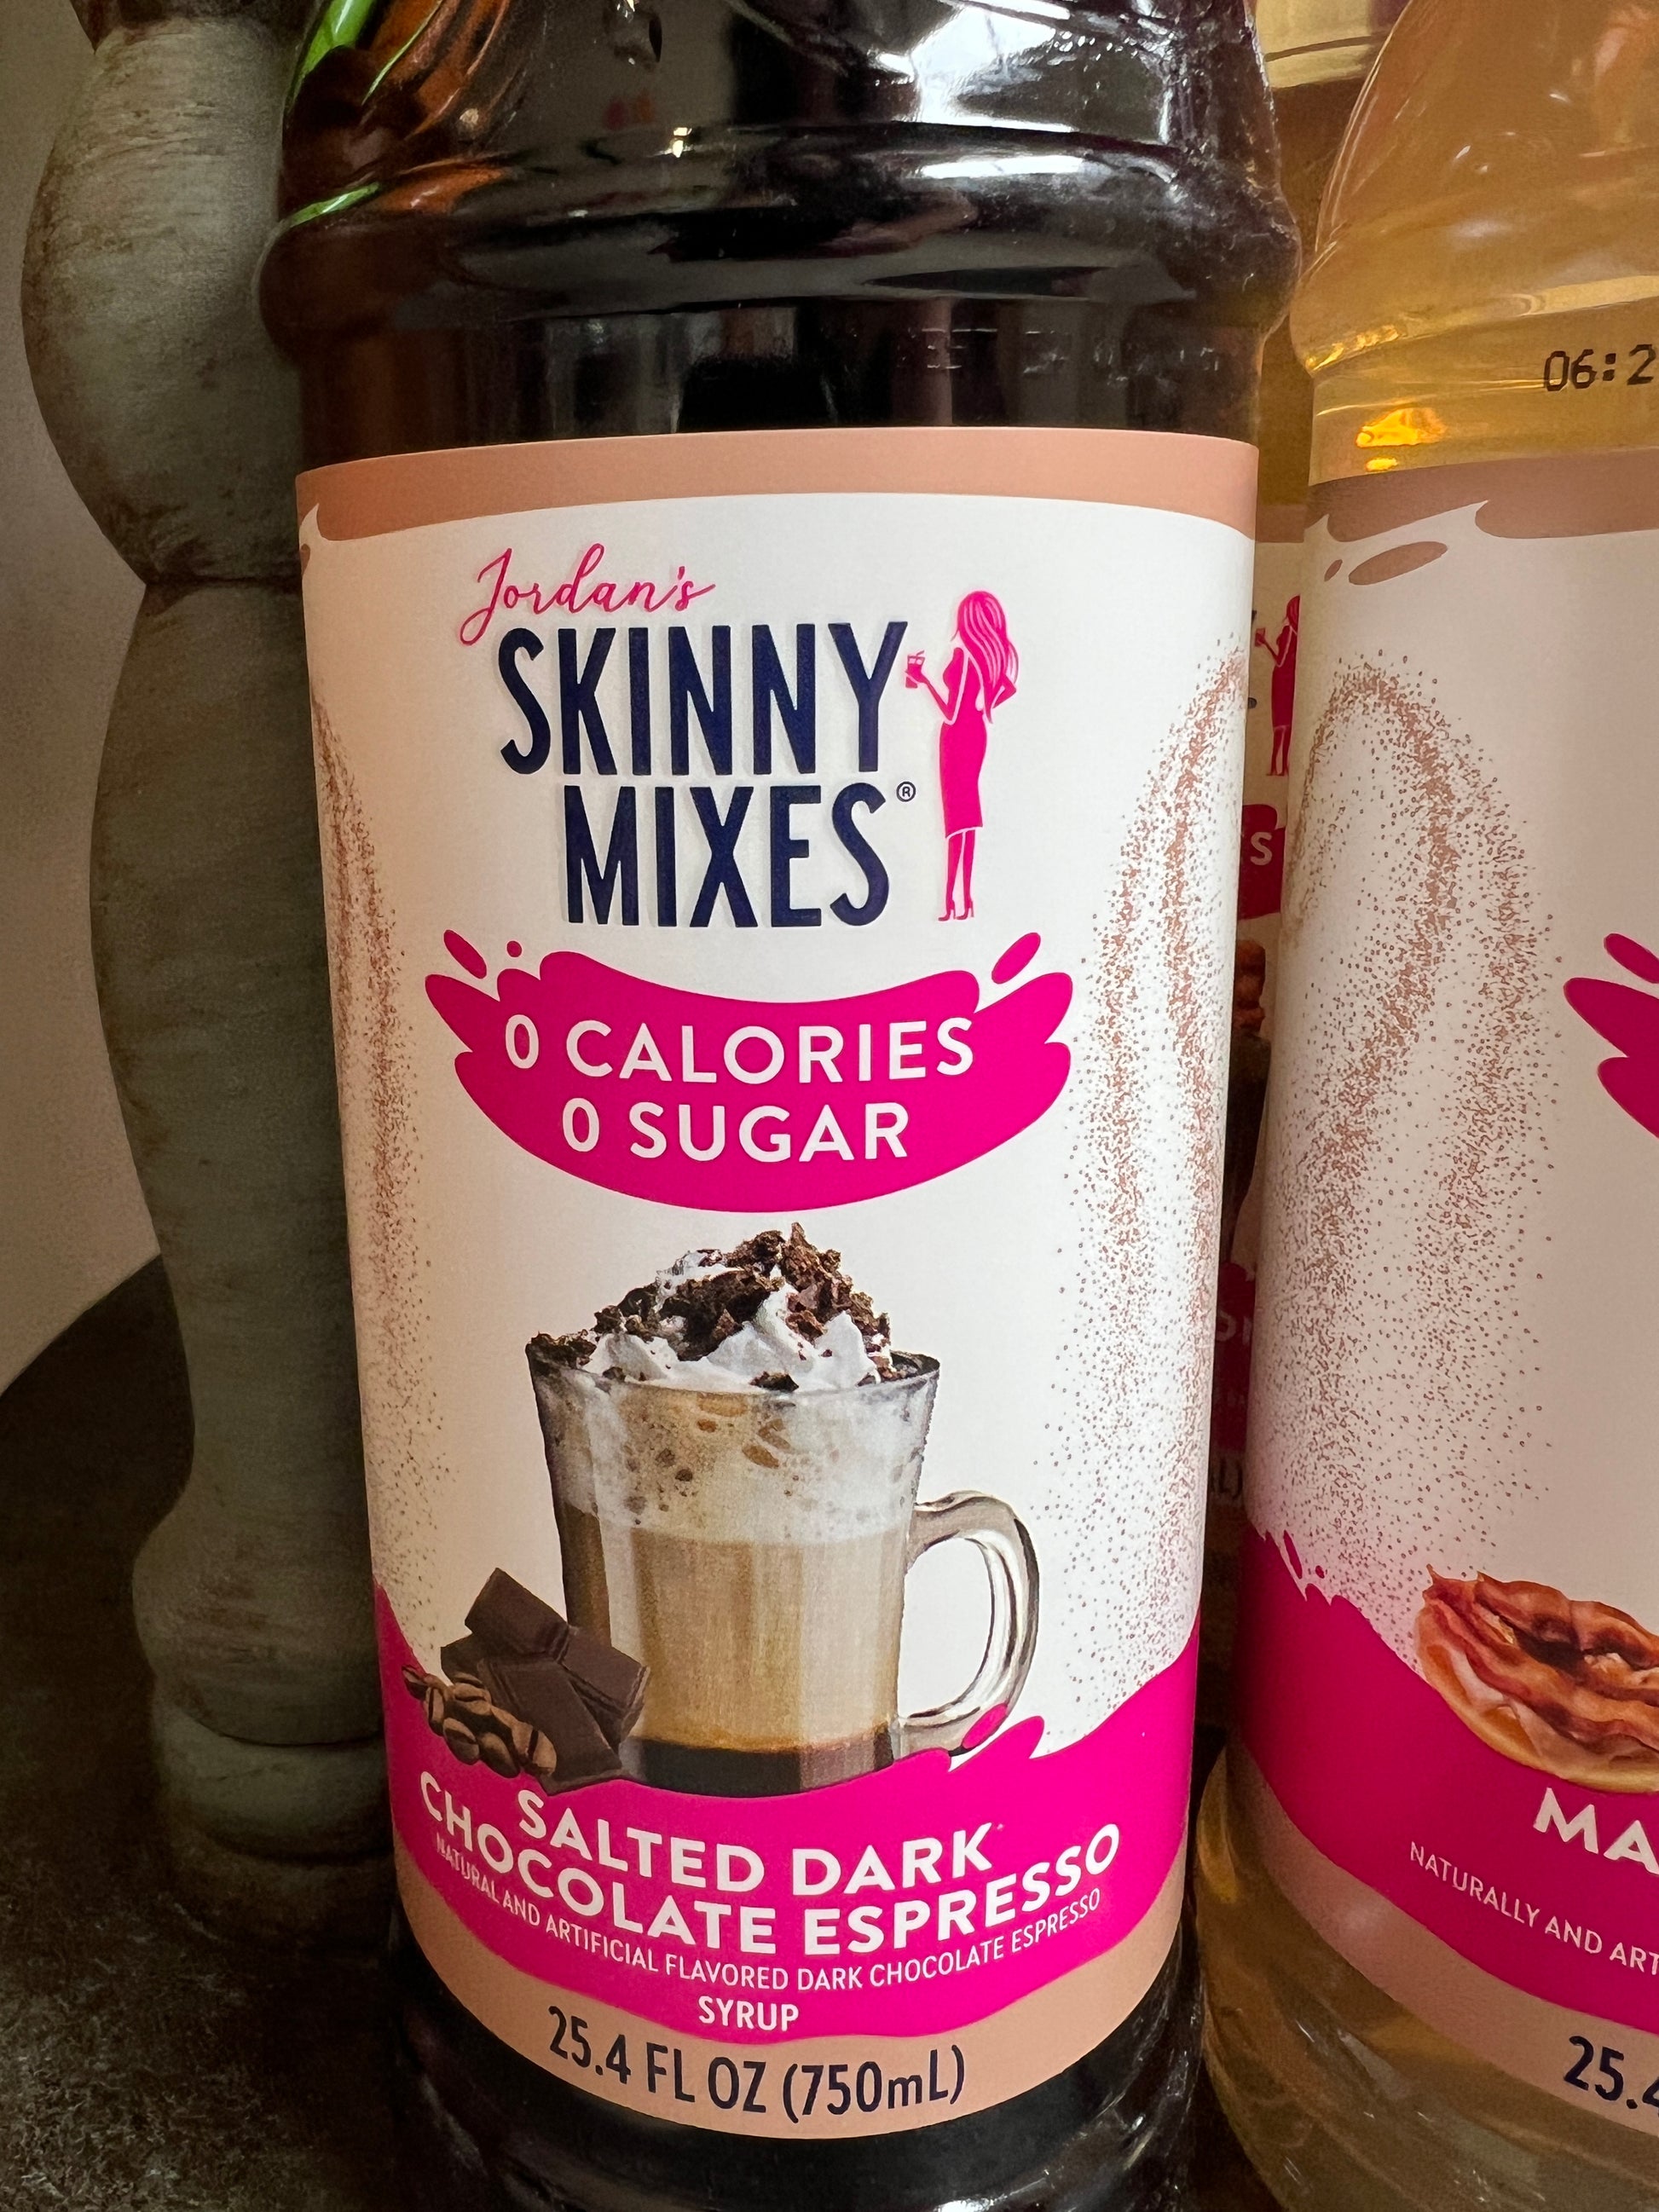 Jordan's
SKINNY
MIXES®
0 CALORIES
0 SUGAR
SALTED DARK
CHOCOLATE ESPRESSO
NATURAL AND ARTIFICIAL FLAVORED DARK CHOCOLATE ESPRESSO
SYRUP
25.4 FL OZ (750mL)
06:2
MA
NATURALLY AND ART
25.4